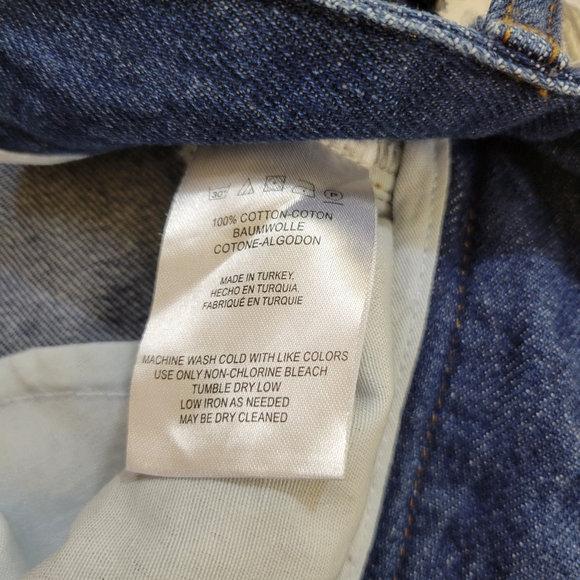 30°
100% COTTON-COTON
BAUMWOLLE
COTONE-ALGODON
MADE IN TURKEY.
HECHO EN TURQUIA
FABRIQUÉ EN TURQUIE
MACHINE WASH COLD WITH LIKE COLORS
USE ONLY NON-CHLORINE BLEACH
TUMBLE DRY LOW
LOW IRON AS NEEDED
MAY BE DRY CLEANED